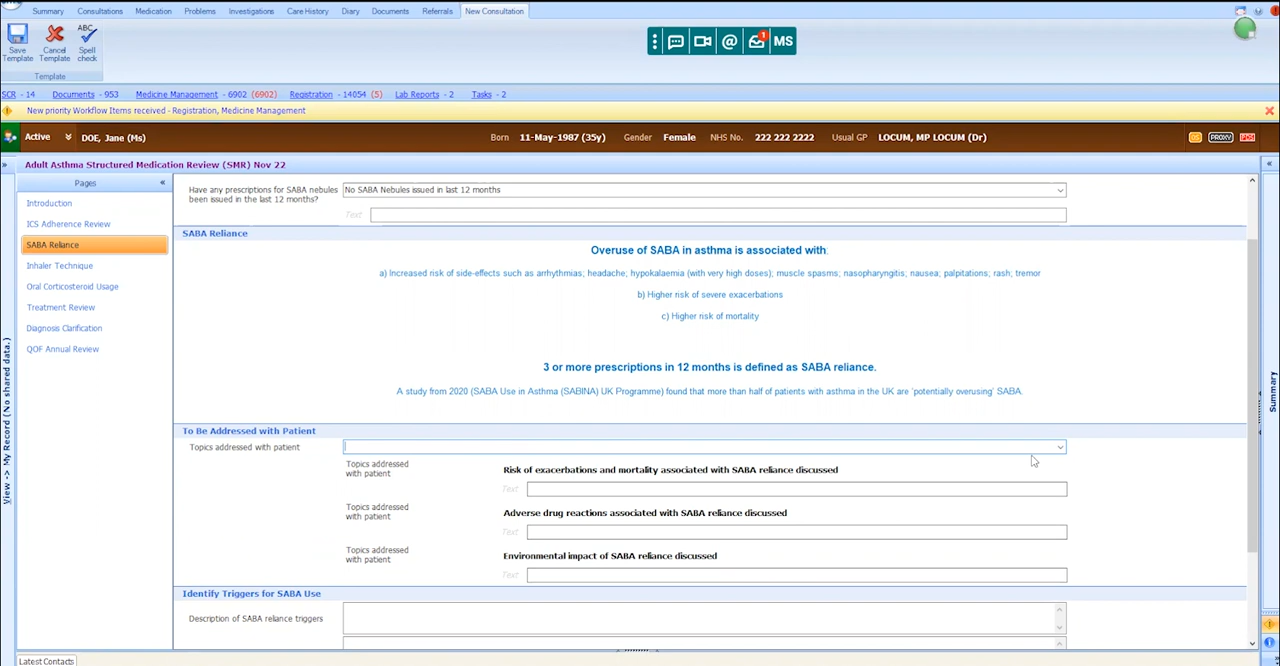 Summary Consultations Medication Problems Investigations Care History Diary Documents Referrals New Consultation
ABC
Save Template
Cancel Template
Spell check
Template
@ 1 MS
SCR - 14 Documents - 953 Medicine Management - 6902 (6902) Registration - 14054 (5) Lab Reports - 2 Tasks - 2
New priority Workflow Items received - Registration, Medicine Management
Active DOE, Jane (Ms) Born 11-May-1987 (35y) Gender Female NHS No. 222 222 2222 Usual GP LOCUM, MP LOCUM (Dr) PROXY
Adult Asthma Structured Medication Review (SMR) Nov 22
Pages
Introduction
ICS Adherence Review
SABA Reliance
Inhaler Technique
Oral Corticosteroid Usage
Treatment Review
Diagnosis Clarification
QOF Annual Review
View -> My Record (No shared data.)
Have any prescriptions for SABA nebules
been issued in the last 12 months?
No SABA Nebules issued in last 12 months
Text
SABA Reliance
Overuse of SABA in asthma is associated with:
a) Increased risk of side-effects such as arrhythmias; headache; hypokalaemia (with very high doses); muscle spasms; nasopharyngitis; nausea; palpitations; rash; tremor
b) Higher risk of severe exacerbations
c) Higher risk of mortality
3 or more prescriptions in 12 months is defined as SABA reliance.
A study from 2020 (SABA Use in Asthma (SABINA) UK Programme) found that more than half of patients with asthma in the UK are 'potentially overusing' SABA.
To Be Addressed with Patient
Topics addressed with patient
Topics addressed
with patient
Risk of exacerbations and mortality associated with SABA reliance discussed
Text
Topics addressed
with patient
Adverse drug reactions associated with SABA reliance discussed
Text
Topics addressed
with patient
Environmental impact of SABA reliance discussed
Text
Identify Triggers for SABA Use
Description of SABA reliance triggers
Summary
Latest Contacts